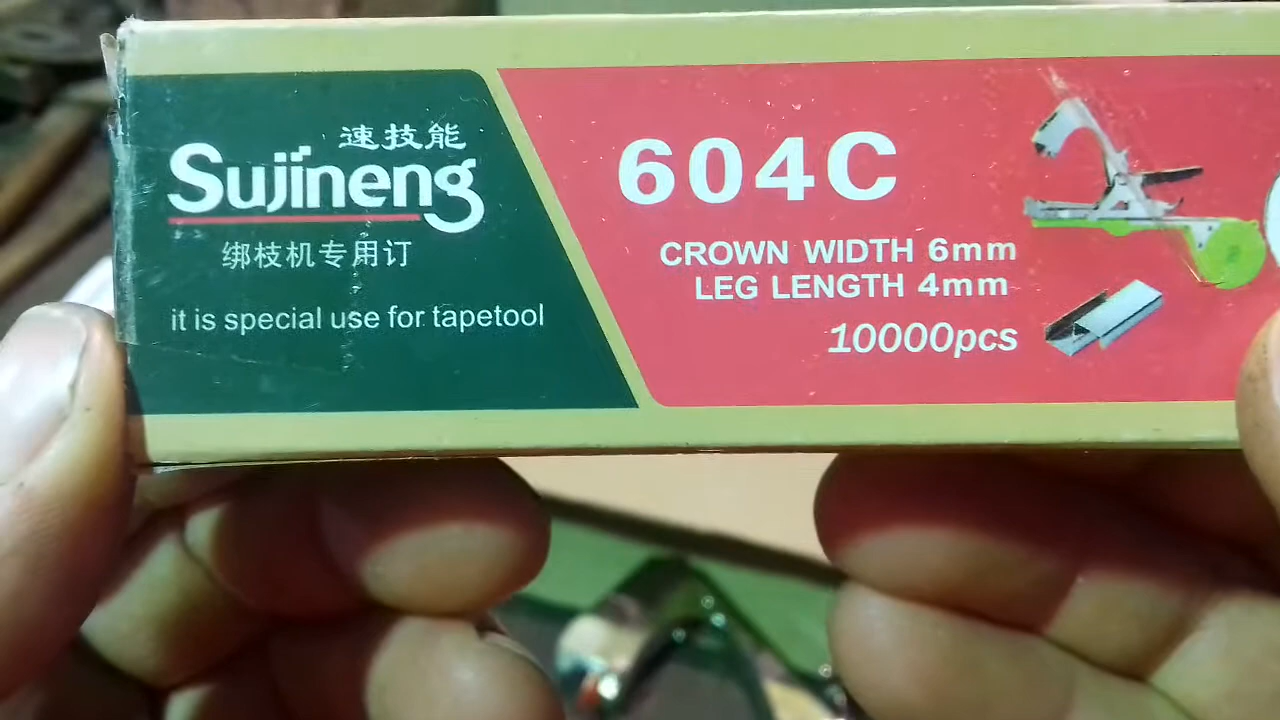 速技能
Sujineng
绑枝机专用订
it is special use for tapetool
604C
CROWN WIDTH 6mm
LEG LENGTH 4mm
10000pcs